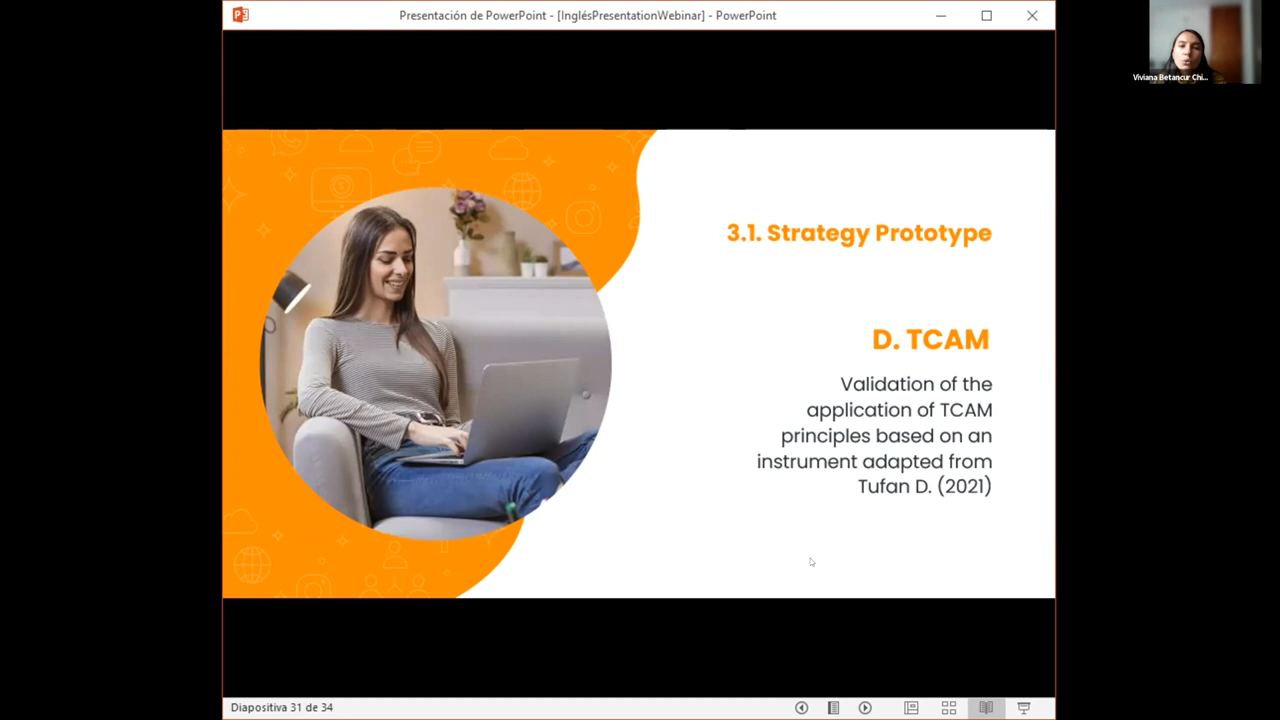 Presentación de PowerPoint - [InglésPresentationWebinar] - PowerPoint
Viviana Betancur Chi...
3.1. Strategy Prototype
D. TCAM
Validation of the
application of TCAM
principles based on an
instrument adapted from
Tufan D. (2021)
Diapositiva 31 de 34